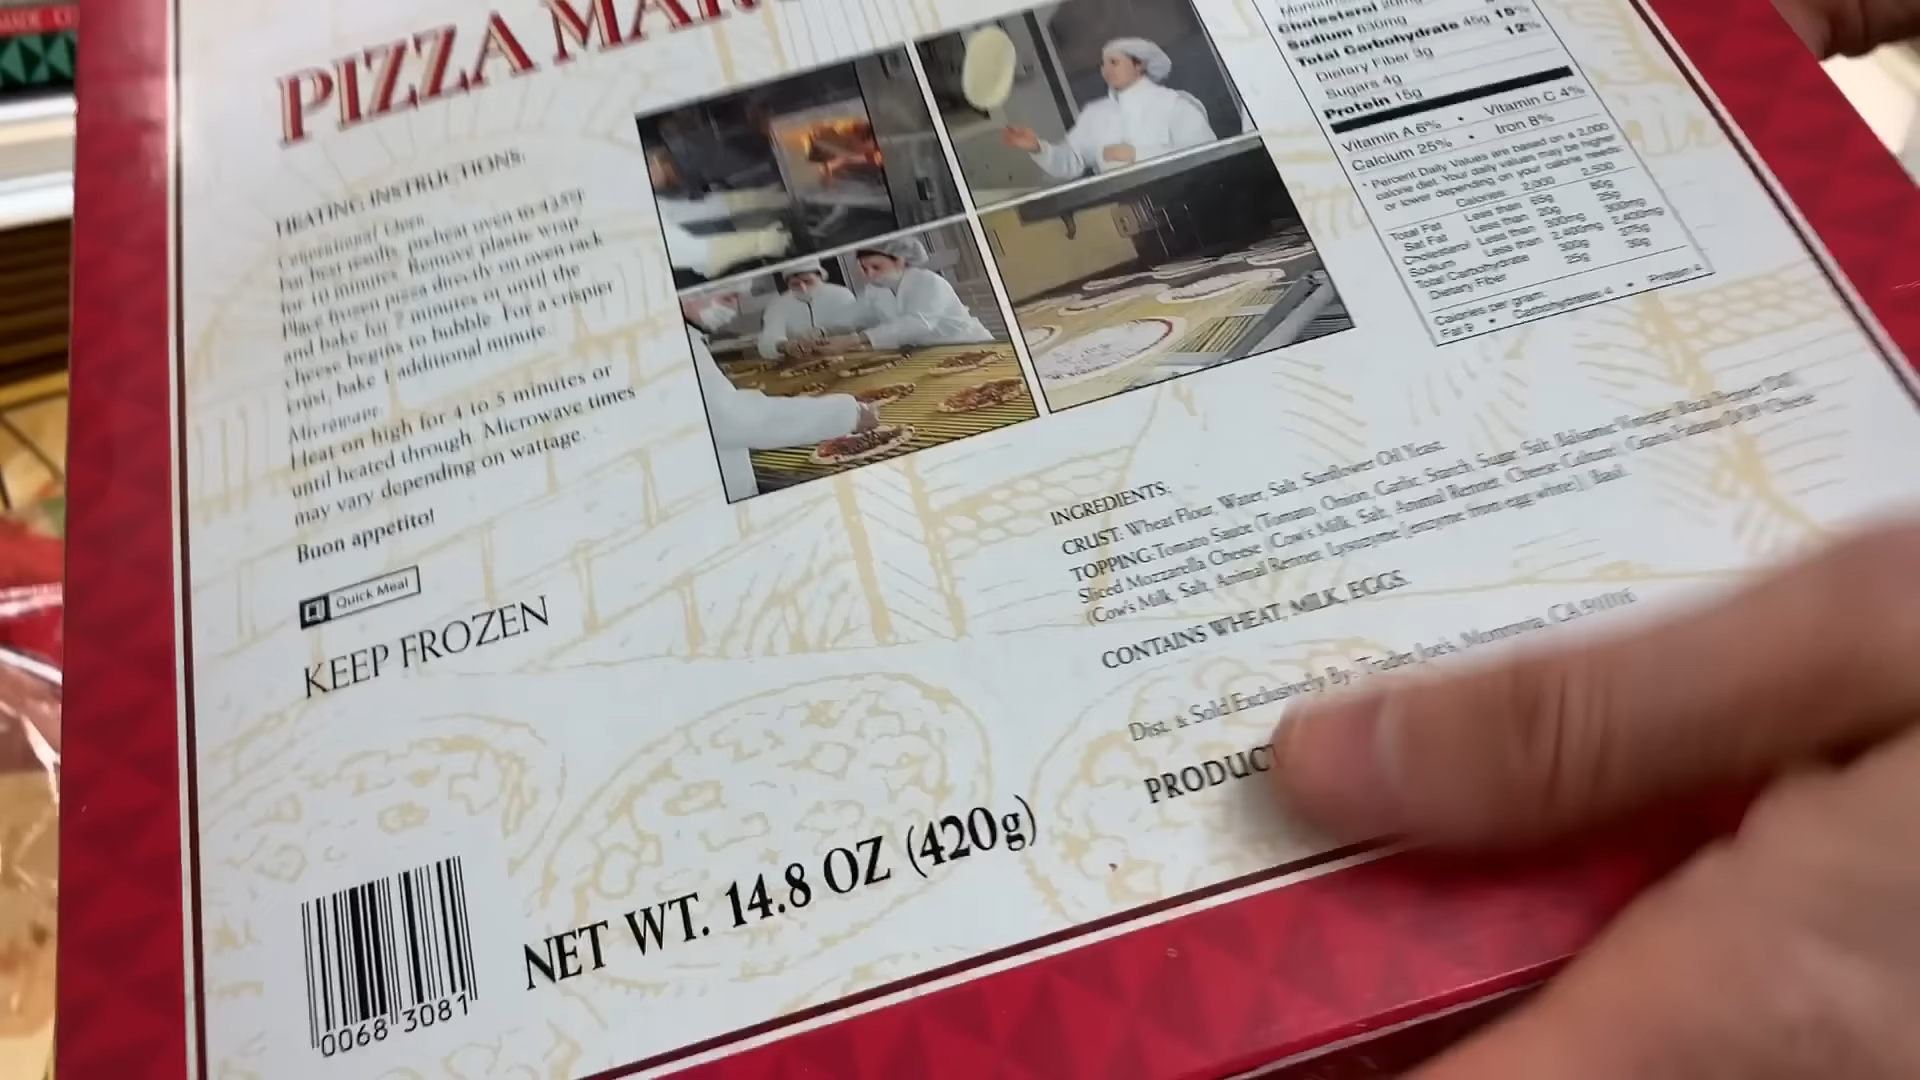 PIZZA MAR
HEATING INSTRUCTIONS:
Conventional Oven:
For best results, preheat oven to 425°F
for 10 minutes. Remove plastic wrap.
Place frozen pizza directly on oven rack
and bake for 7 minutes or until the
cheese begins to bubble. For a crispier
crust, bake 1 additional minute.
Microwave:
Heat on high for 4 to 5 minutes or
until heated through. Microwave times
may vary depending on wattage.
Buon appetito!
Quick Meal
KEEP FROZEN
0068 3081
NET WT. 14.8 OZ (420g)
Cholesterol 20mg
Sodium 630mg
Total Carbohydrate 45g 15%
Dietary Fiber 3g 12%
Sugars 4g
Protein 15g
Vitamin A 6% • Vitamin C 4%
Calcium 25% • Iron 8%
* Percent Daily Values are based on a 2,000
calorie diet. Your daily values may be higher
or lower depending on your calorie needs:
Calories: 2,000 2,500
Total Fat Less than 65g 80g
Sat Fat Less than 20g 25g
Cholesterol Less than 300mg 300mg
Sodium Less than 2,400mg 2,400mg
Total Carbohydrate 300g 375g
Dietary Fiber 25g 30g
Calories per gram:
Fat 9 • Carbohydrates 4 • Protein 4
INGREDIENTS:
CRUST: Wheat Flour, Water, Salt, Sunflower Oil, Yeast.
TOPPING: Tomato Sauce (Tomato, Onion, Garlic, Starch, Sugar, Salt, Balsamic Vinegar, Black Pepper),
Sliced Mozzarella Cheese (Cow's Milk, Salt, Animal Rennet, Cheese Culture), Grana Padano DOP Cheese
(Cow's Milk, Salt, Animal Rennet, Lysozyme [enzyme from egg white]), Basil.
CONTAINS WHEAT, MILK, EGGS.
Dist. & Sold Exclusively By: Trader Joe's, Monrovia, CA 91016
PRODUCT